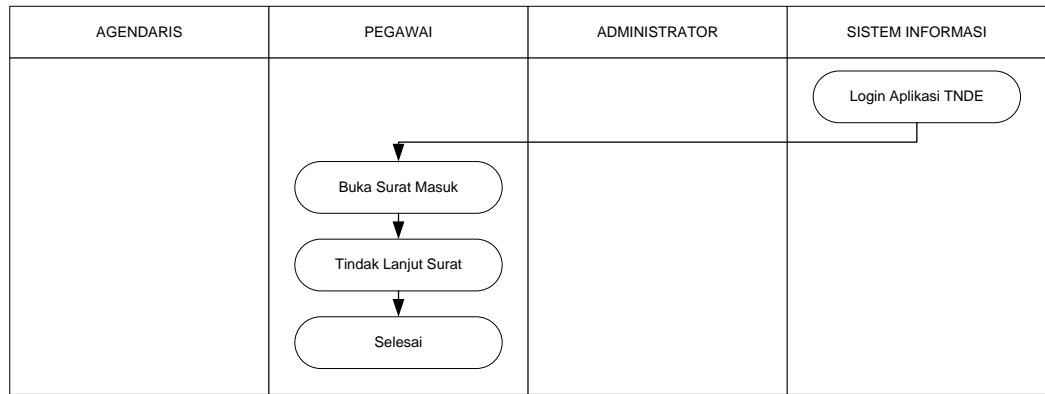 AGENDARIS
PEGAWAI
ADMINISTRATOR
SISTEM INFORMASI
Login Aplikasi TNDE
Buka Surat Masuk
Tindak Lanjut Surat
Selesai